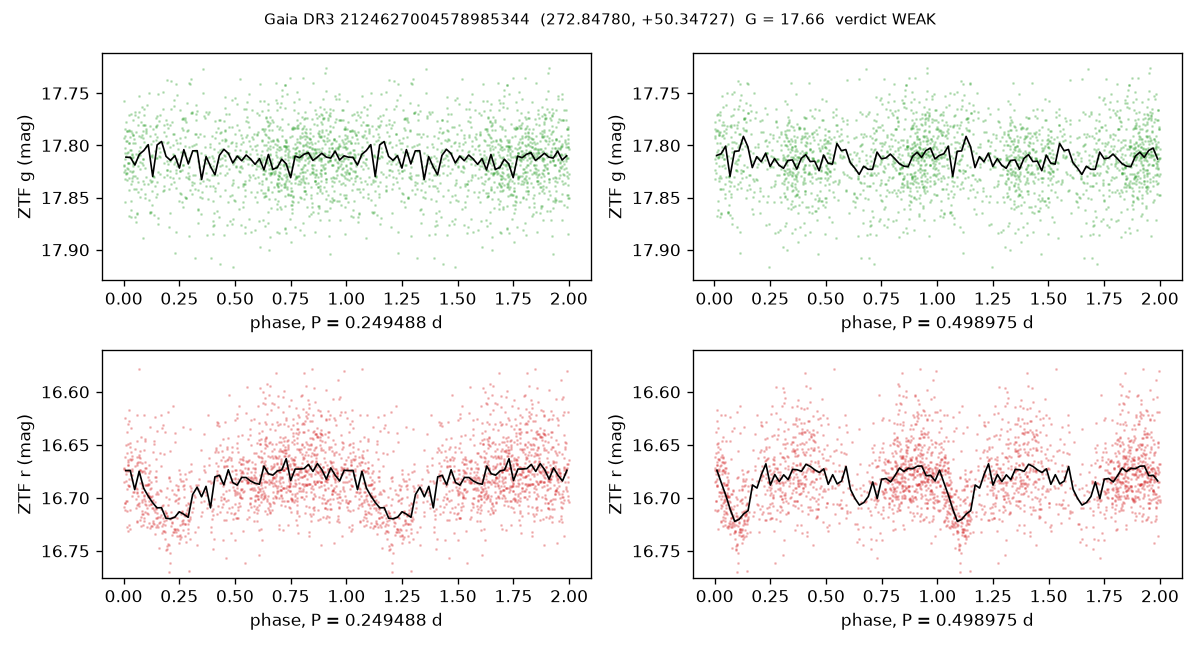 Gaia DR3 2124627004578985344  (272.84780, +50.34727)  G = 17.66  verdict WEAK
ZTF g (mag)
17.75
17.80
17.85
17.90
0.00 0.25 0.50 0.75 1.00 1.25 1.50 1.75 2.00
phase, P = 0.249488 d
ZTF g (mag)
17.75
17.80
17.85
17.90
0.00 0.25 0.50 0.75 1.00 1.25 1.50 1.75 2.00
phase, P = 0.498975 d
ZTF r (mag)
16.60
16.65
16.70
16.75
0.00 0.25 0.50 0.75 1.00 1.25 1.50 1.75 2.00
phase, P = 0.249488 d
ZTF r (mag)
16.60
16.65
16.70
16.75
0.00 0.25 0.50 0.75 1.00 1.25 1.50 1.75 2.00
phase, P = 0.498975 d